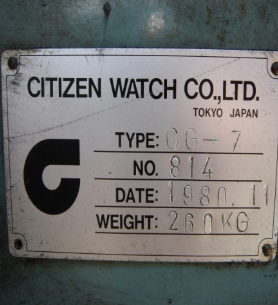 CITIZEN WATCH CO.,LTD.
TOKYO JAPAN
TYPE: CG-7
NO. 814
DATE: 1980.11
WEIGHT: 260KG